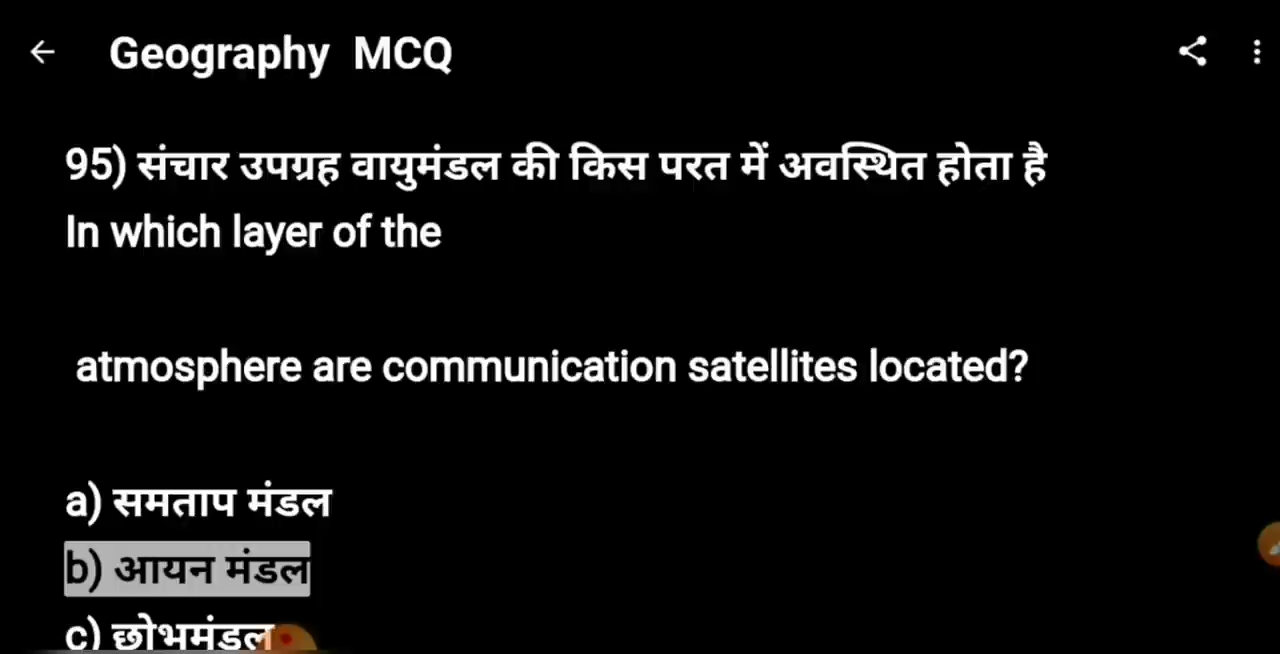 Geography MCQ
95) संचार उपग्रह वायुमंडल की किस परत में अवस्थित होता है
In which layer of the
atmosphere are communication satellites located?
a) समताप मंडल
b) आयन मंडल
c) छोभमंडल